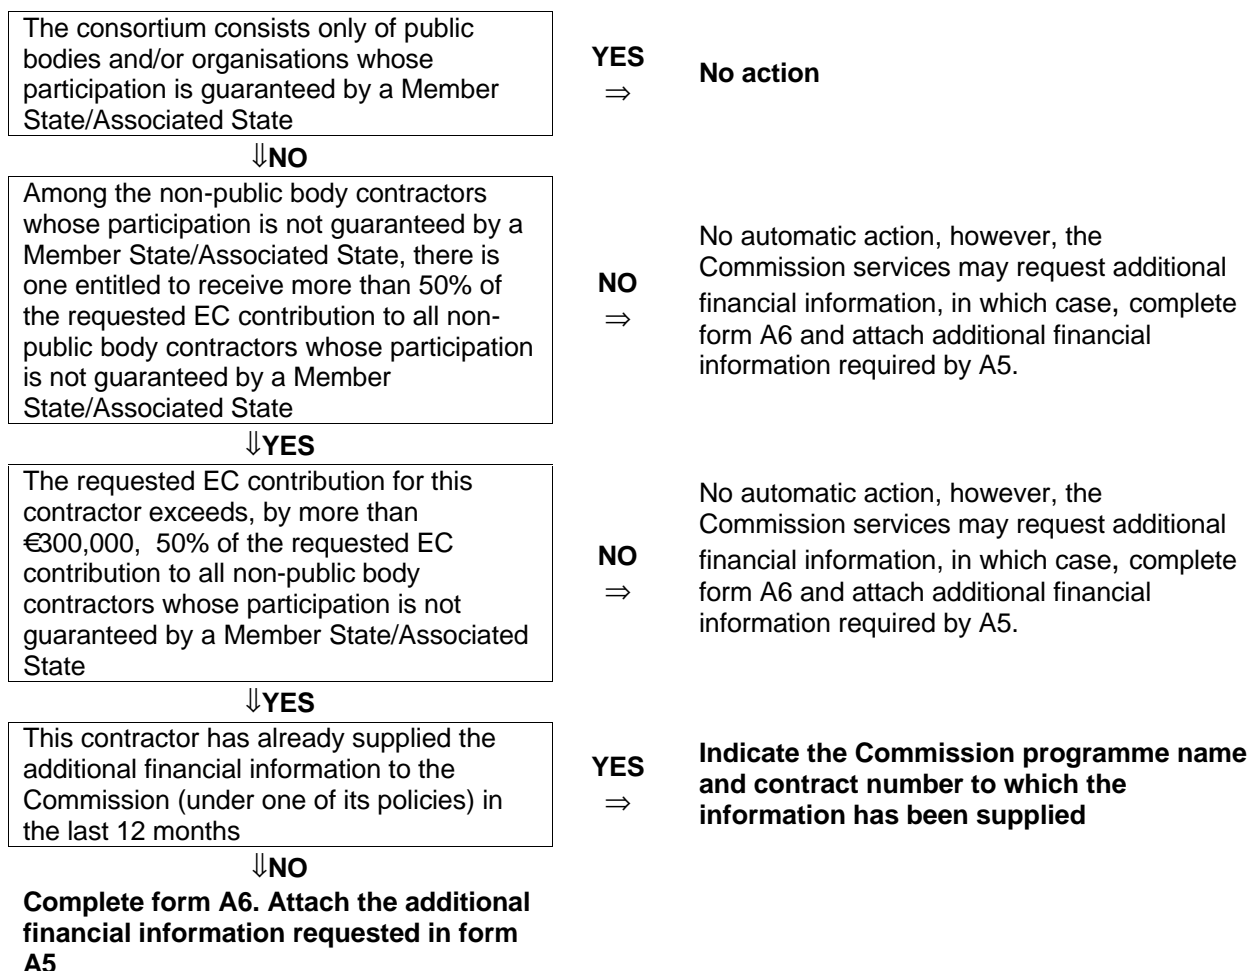 The consortium consists only of public
bodies and/or organisations whose
participation is guaranteed by a Member
State/Associated State
YES
⇒
No action
⇓NO
Among the non-public body contractors
whose participation is not guaranteed by a
Member State/Associated State, there is
one entitled to receive more than 50% of
the requested EC contribution to all non-
public body contractors whose participation
is not guaranteed by a Member
State/Associated State
NO
⇒
No automatic action, however, the
Commission services may request additional
financial information, in which case, complete
form A6 and attach additional financial
information required by A5.
⇓YES
The requested EC contribution for this
contractor exceeds, by more than
€300,000, 50% of the requested EC
contribution to all non-public body
contractors whose participation is not
guaranteed by a Member State/Associated
State
NO
⇒
No automatic action, however, the
Commission services may request additional
financial information, in which case, complete
form A6 and attach additional financial
information required by A5.
⇓YES
This contractor has already supplied the
additional financial information to the
Commission (under one of its policies) in
the last 12 months
YES
⇒
Indicate the Commission programme name
and contract number to which the
information has been supplied
⇓NO
Complete form A6. Attach the additional
financial information requested in form
A5